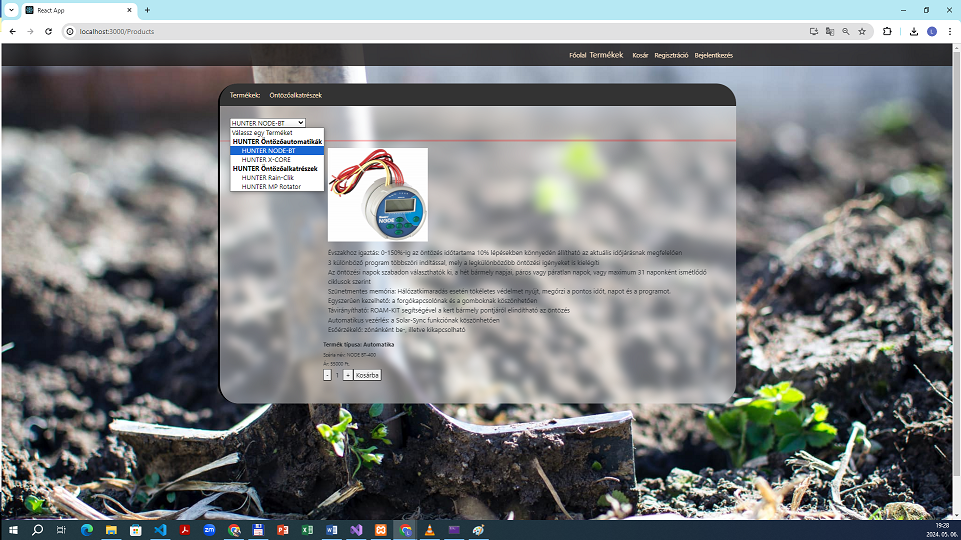 React App
localhost:3000/Products
Főolal Termékek Kosár Regisztráció Bejelentkezés
Termékek: Öntözőalkatrészek
HUNTER NODE-BT
Válassz egy Terméket
HUNTER Öntözőautomatikák
HUNTER NODE-BT
HUNTER X-CORE
HUNTER Öntözőalkatrészek
HUNTER Rain-Clik
HUNTER MP Rotator
NODE
Évszakhoz igazítás: 0-150%-ig az öntözés időtartama 10% lépésekben könnyedén állítható az aktuális időjárásnak megfelelően
3 különböző program többszöri indítással, mely a legkülönbözőbb öntözési igényeket is kielégíti
Az öntözési napok szabadon választhatók ki, a hét bármely napjai, páros vagy páratlan napok, vagy maximum 31 naponként ismétlődő
ciklusok szerint
Szünetmentes memória: Hálózatkimaradás esetén tökéletes védelmet nyújt, megőrzi a pontos időt, napot és a programot.
Egyszerűen kezelhető: a forgókapcsolónak és a gomboknak köszönhetően
Távirányítható: ROAM-KIT segítségével a kert bármely pontjáról elindítható az öntözés
Automatikus vezérlés: a Solar-Sync funkciónak köszönhetően
Esőérzékelő: zónánként be-, illetve kikapcsolható
Termék típusa: Automatika
Széria név: NODE BT-400
Ár: 55000 Ft.
- 1 + Kosárba
19:28
2024. 05. 06.